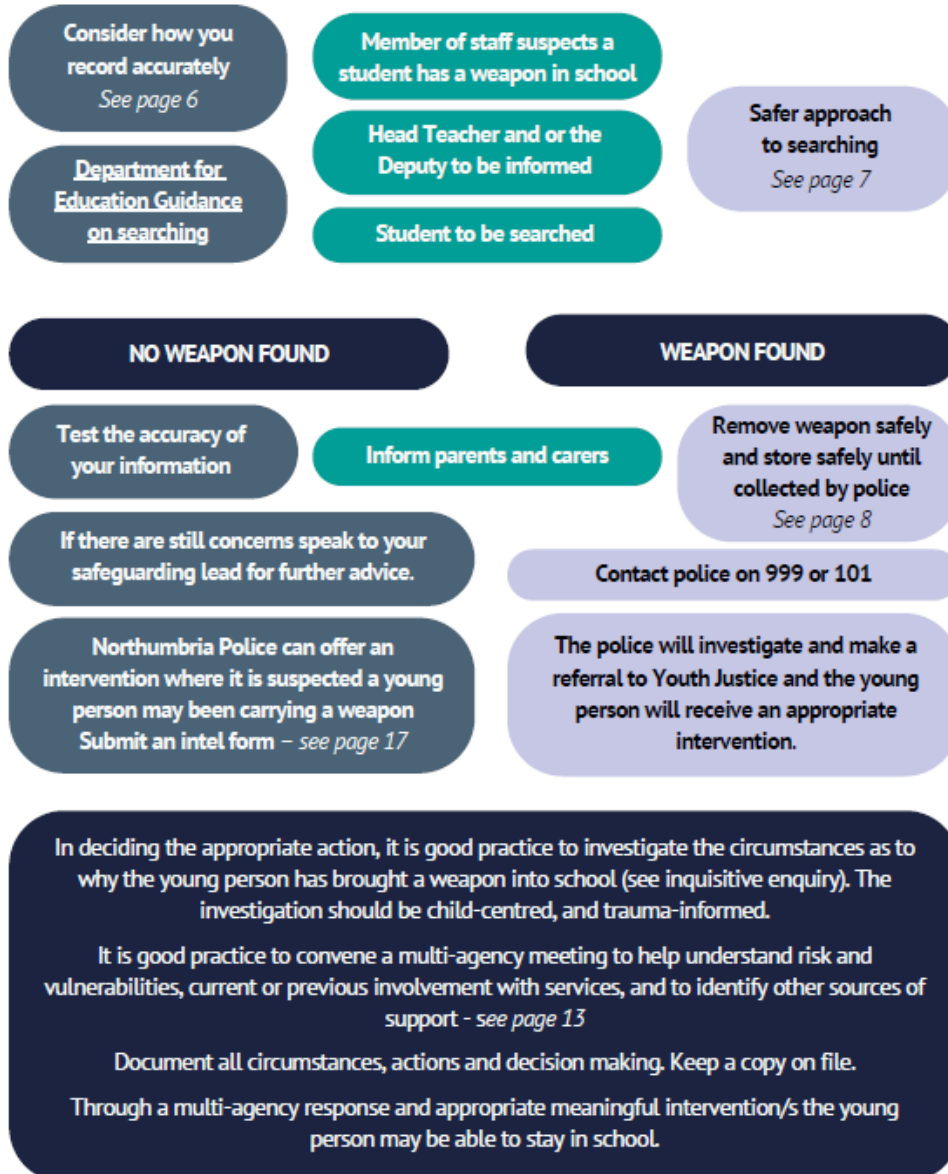 Consider how you
record accurately
See page 6
Department for
Education Guidance
on searching
Member of staff suspects a
student has a weapon in school
Head Teacher and or the
Deputy to be informed
Student to be searched
Safer approach
to searching
See page 7
NO WEAPON FOUND
WEAPON FOUND
Test the accuracy of
your information
Inform parents and carers
Remove weapon safely
and store safely until
collected by police
See page 8
If there are still concerns speak to your
safeguarding lead for further advice.
Contact police on 999 or 101
Northumbria Police can offer an
intervention where it is suspected a young
person may been carrying a weapon
Submit an intel form – see page 17
The police will investigate and make a
referral to Youth Justice and the young
person will receive an appropriate
intervention.
In deciding the appropriate action, it is good practice to investigate the circumstances as to
why the young person has brought a weapon into school (see inquisitive enquiry). The
investigation should be child-centred, and trauma-informed.
It is good practice to convene a multi-agency meeting to help understand risk and
vulnerabilities, current or previous involvement with services, and to identify other sources of
support - see page 13
Document all circumstances, actions and decision making. Keep a copy on file.
Through a multi-agency response and appropriate meaningful intervention/s the young
person may be able to stay in school.